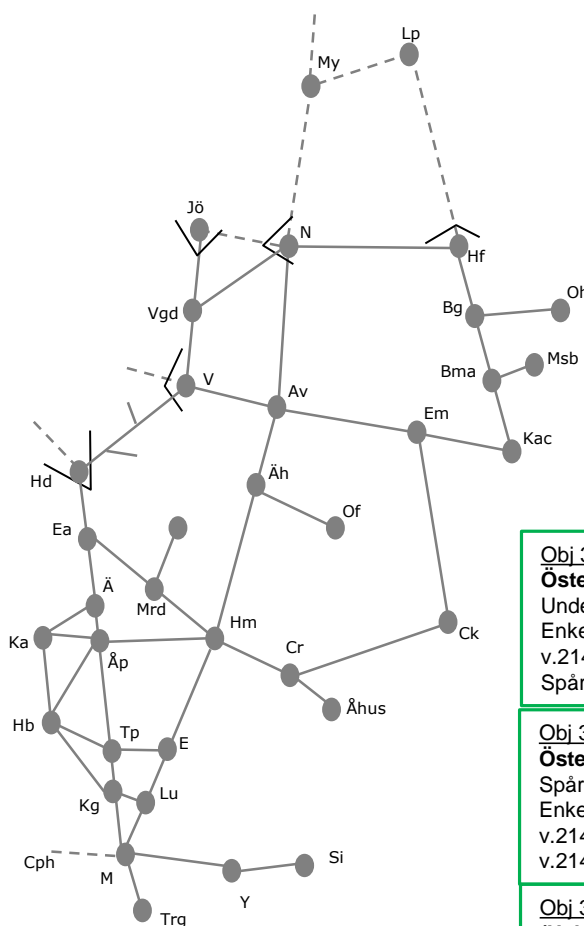 Lp
My
Jö
N
Hf
Oh
Vgd
Bg
Msb
Bma
V
Av
Em
Kac
Hd
Äh
Of
Ea
Ä
Mrd
Hm
Ck
Ka
Åp
Cr
Åhus
Hb
Tp
E
Kg
Lu
Cph
M
Si
Y
Trg
Obj 3
Öste
Unde
Enke
v.214
Spår
Obj 3
Öste
Spår
Enke
v.214
v.214
Obj 3